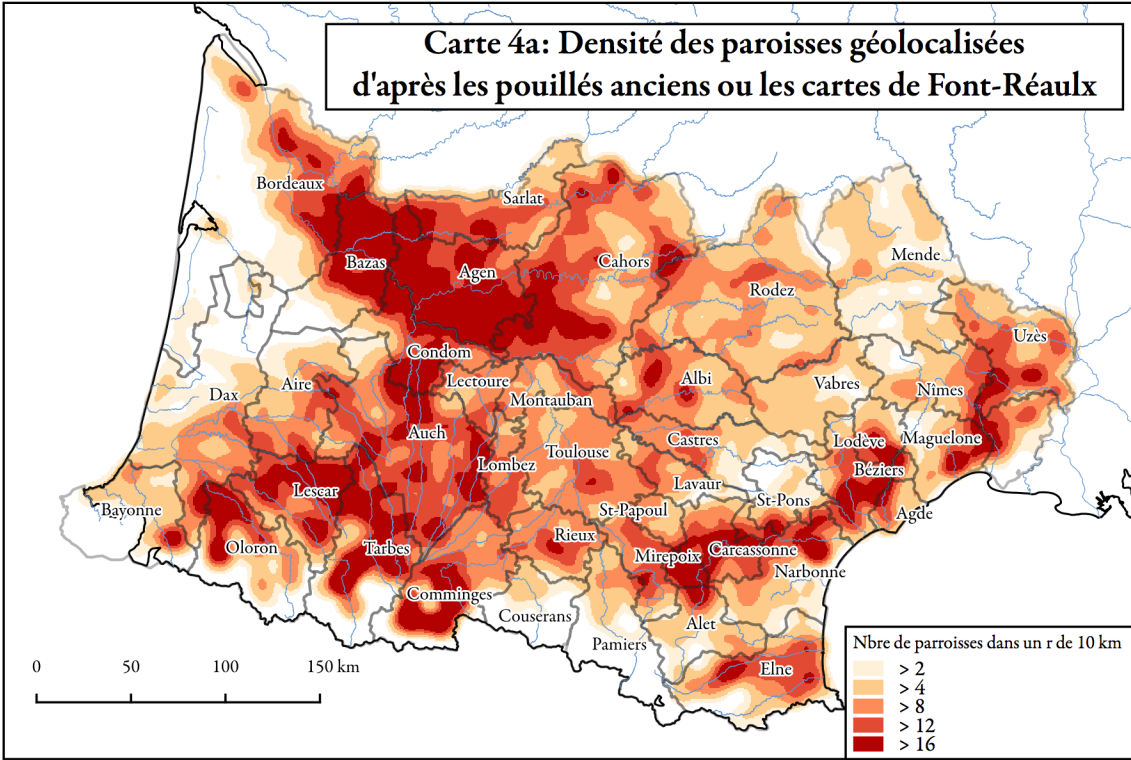 Carte 4a: Densité des paroisses géolocalisées
d'après les pouillés anciens ou les cartes de Font-Réaulx
Bordeaux
Sarlat
Bazas
Agen
Cahors
Mende
Rodez
Uzès
Condom
Lectoure
Aire
Montauban
Albi
Vabres
Nîmes
Dax
Auch
Castres
Lodève
Maguelone
Lombez
Toulouse
Béziers
Lescar
Lavaur
St-Pons
Bayonne
St-Papoul
Agde
Oloron
Tarbes
Rieux
Mirepoix
Carcassonne
Narbonne
Comminges
Couserans
Alet
Pamiers
Elne
0 50 100 150 km
Nbre de parroisses dans un r de 10 km
> 2
> 4
> 8
> 12
> 16